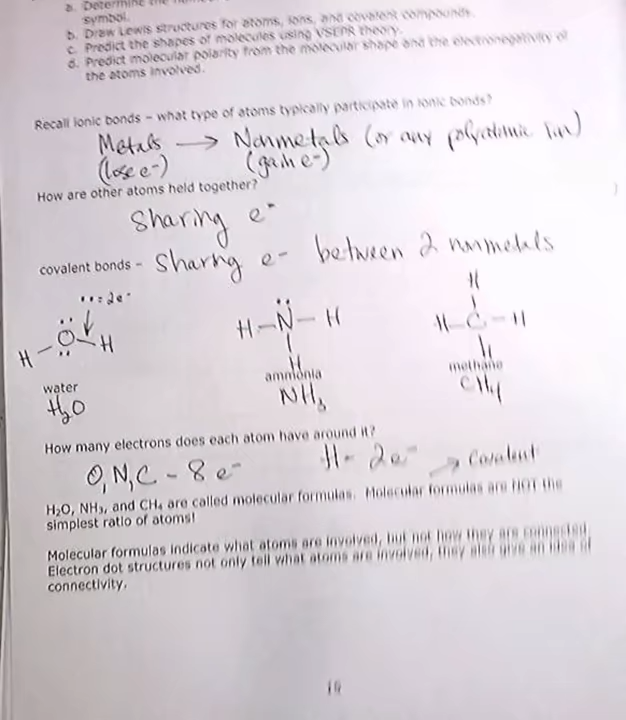 a. Determine the
symbol.
b. Draw Lewis structures for atoms, ions, and covalent compounds.
c. Predict the shapes of molecules using VSEPR theory.
d. Predict molecular polarity from the molecular shape and the electronegativity of
the atoms involved.
Recall ionic bonds – what type of atoms typically participate in ionic bonds?
Metals → Nonmetals (or any polyatomic ion)
(lose e-) (gain e-)
How are other atoms held together?
Sharing e-
covalent bonds - Sharing e- between 2 nonmetals
•• = 2e-
H
H–N–H
H–C–H
H–O–H
H
H
water
ammonia
methane
H₂O
NH₃
CH₄
How many electrons does each atom have around it?
O,N,C – 8 e- H – 2e- → covalent
H₂O, NH₃, and CH₄ are called molecular formulas. Molecular formulas are NOT the
simplest ratio of atoms!
Molecular formulas indicate what atoms are involved, but not how they are connected.
Electron dot structures not only tell what atoms are involved, they also give an idea of
connectivity.